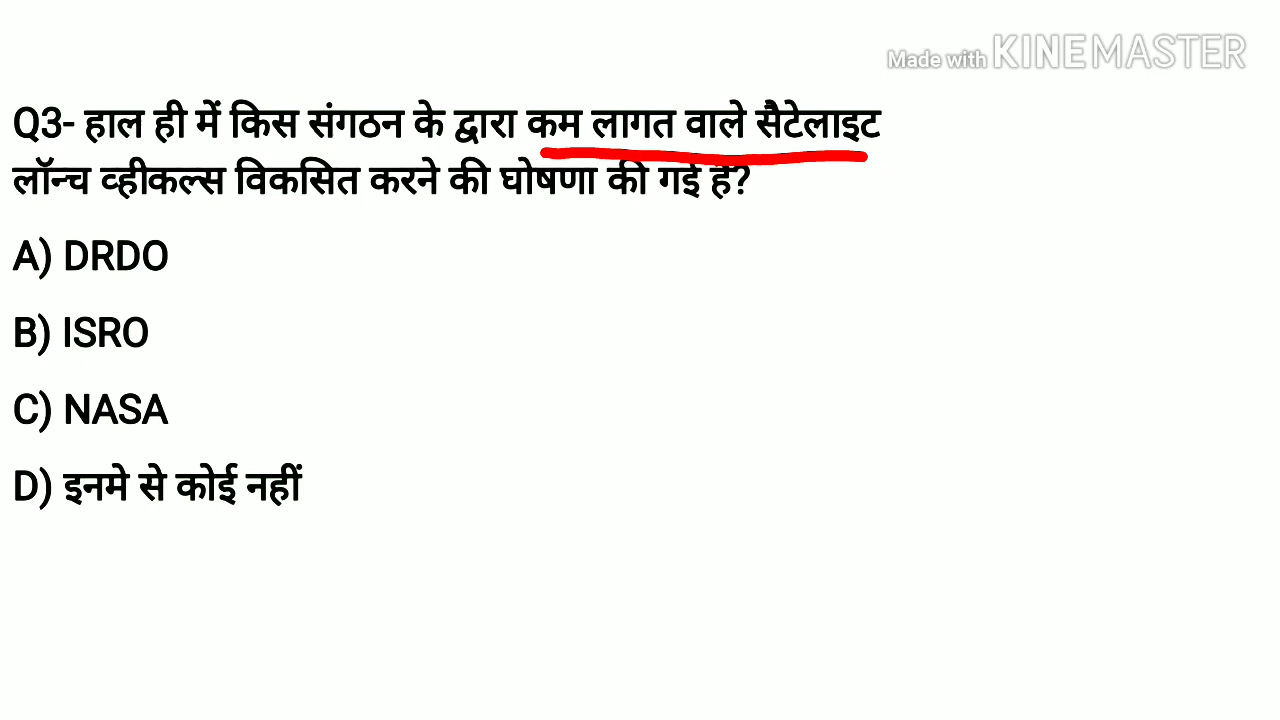 Made with KINEMASTER
Q3- हाल ही में किस संगठन के द्वारा कम लागत वाले सैटेलाइट
लॉन्च व्हीकल्स विकसित करने की घोषणा की गई है?
A) DRDO
B) ISRO
C) NASA
D) इनमे से कोई नहीं